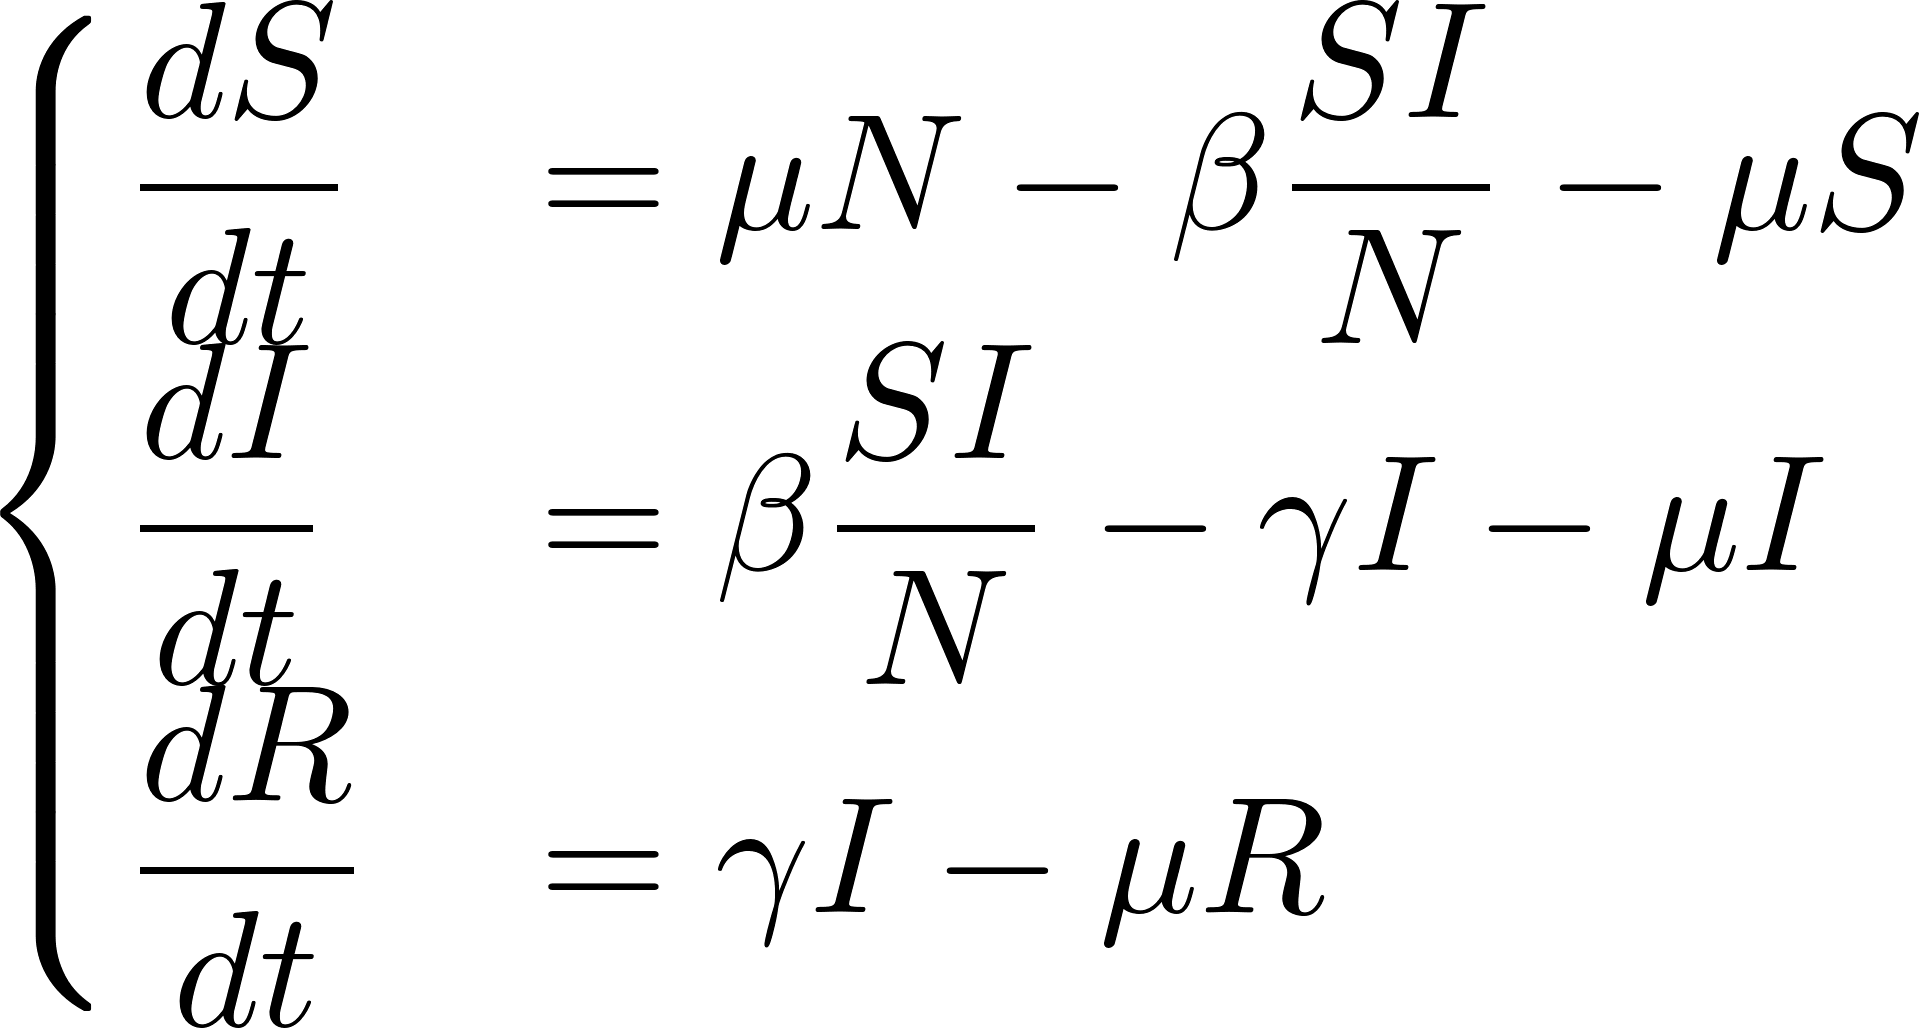 dS/dt = μN − β SI/N − μS
dI/dt = β SI/N − γI − μI
dR/dt = γI − μR